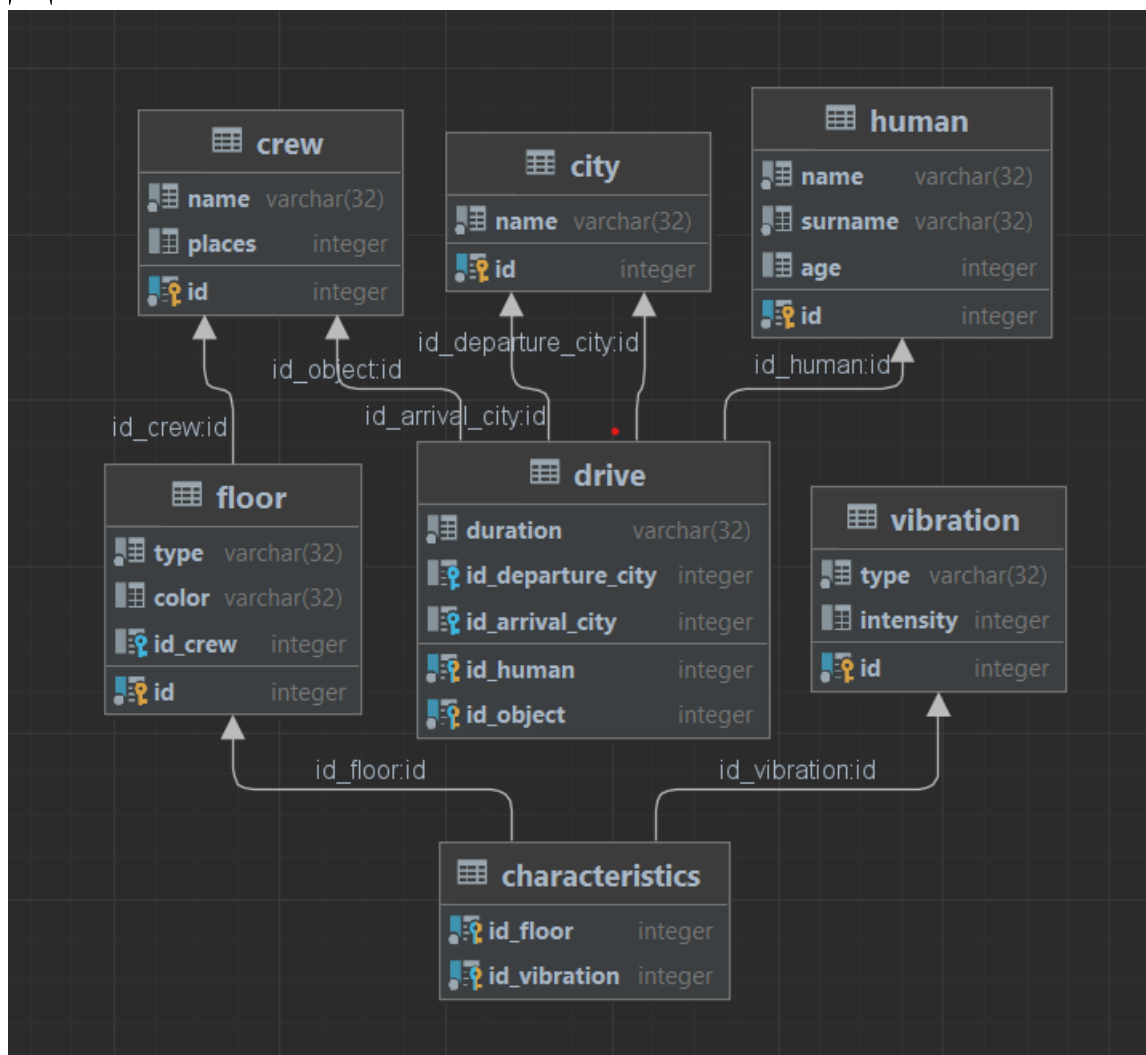 crew
name varchar(32)
places integer
id integer
city
name varchar(32)
id integer
human
name varchar(32)
surname varchar(32)
age integer
id integer
id_departure_city:id
id_object:id
id_human:id
id_arrival_city:id
id_crew:id
floor
type varchar(32)
color varchar(32)
id_crew integer
id integer
drive
duration varchar(32)
id_departure_city integer
id_arrival_city integer
id_human integer
id_object integer
vibration
type varchar(32)
intensity integer
id integer
id_floor:id
id_vibration:id
characteristics
id_floor integer
id_vibration integer